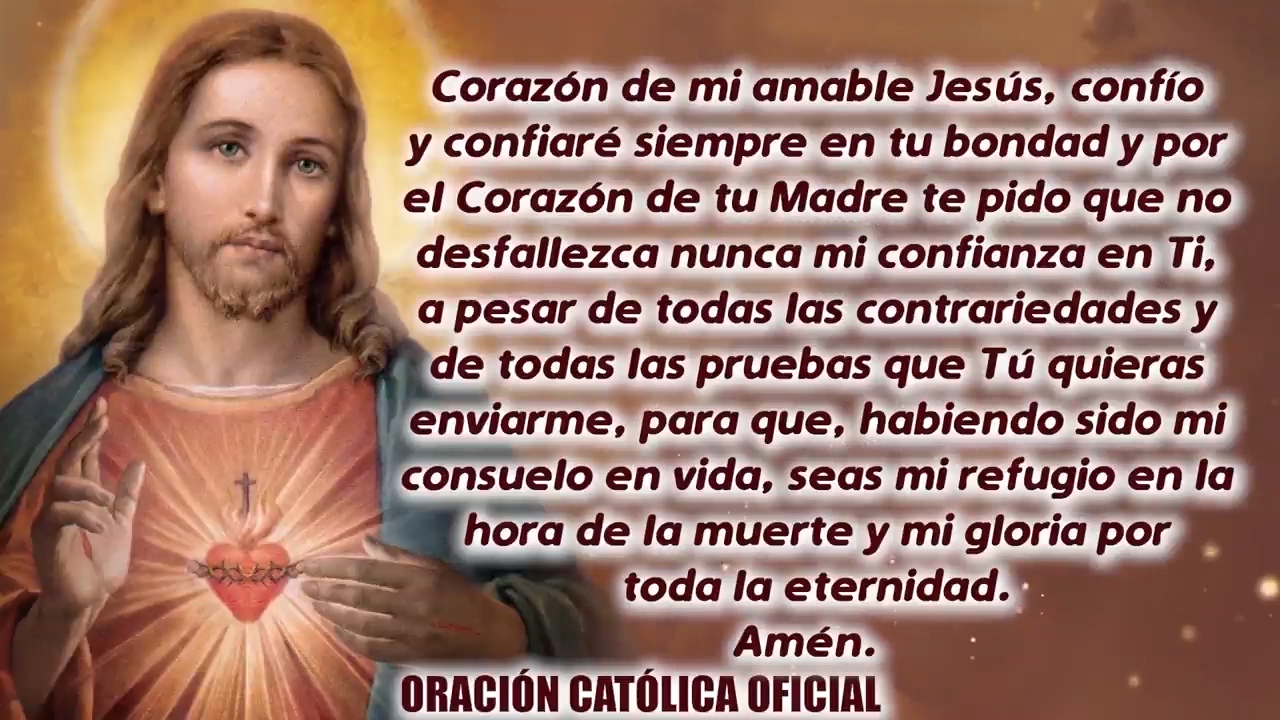 Corazón de mi amable Jesús, confío
y confiaré siempre en tu bondad y por
el Corazón de tu Madre te pido que no
desfallezca nunca mi confianza en Ti,
a pesar de todas las contrariedades y
de todas las pruebas que Tú quieras
enviarme, para que, habiendo sido mi
consuelo en vida, seas mi refugio en la
hora de la muerte y mi gloria por
toda la eternidad.
Amén.
ORACIÓN CATÓLICA OFICIAL